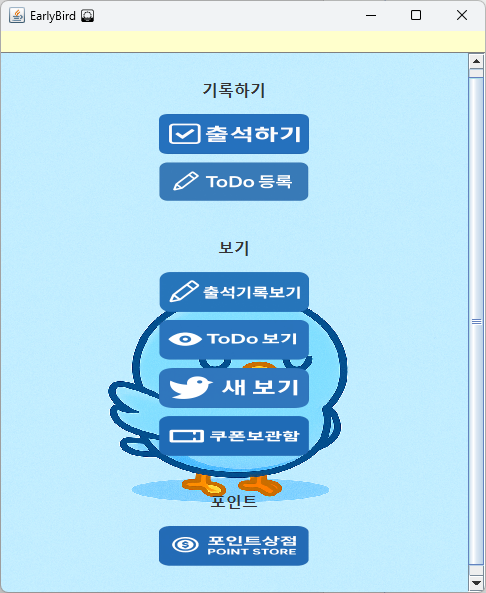 EarlyBird
기록하기
출석하기
ToDo 등록
보기
출석기록보기
ToDo 보기
새 보기
쿠폰보관함
포인트
포인트상점
POINT STORE